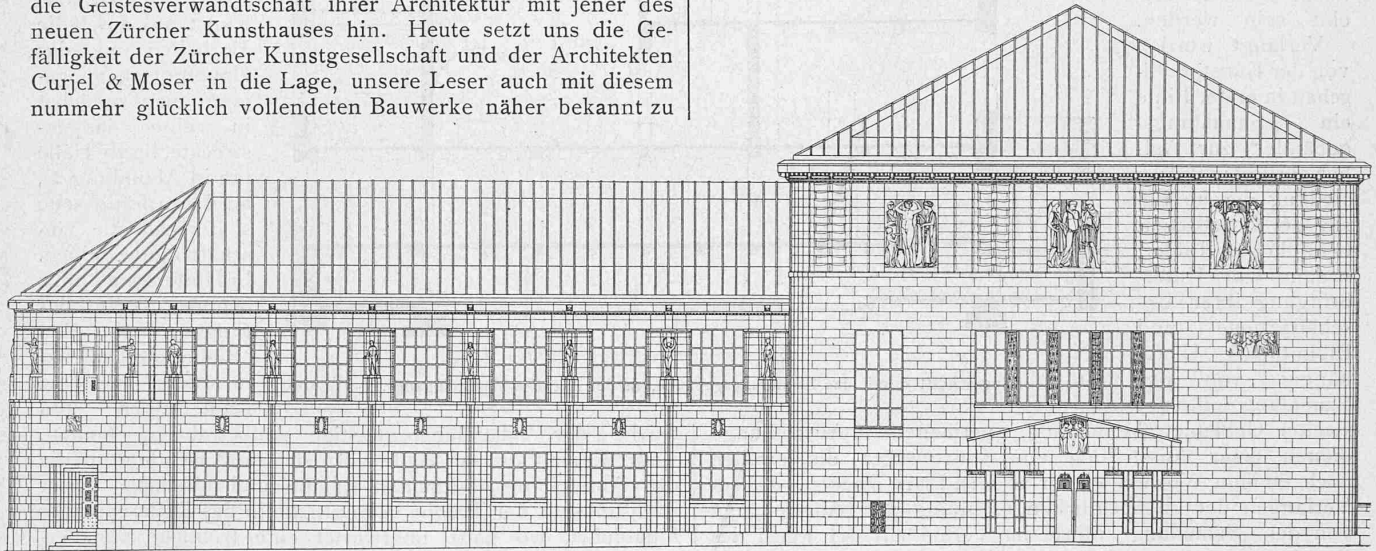 die Geistesverwandtschaft ihrer Architektur mit jener des
neuen Zürcher Kunsthauses hin. Heute setzt uns die Ge-
fälligkeit der Zürcher Kunstgesellschaft und der Architekten
Curjel & Moser in die Lage, unsere Leser auch mit diesem
nunmehr glücklich vollendeten Bauwerke näher bekannt zu